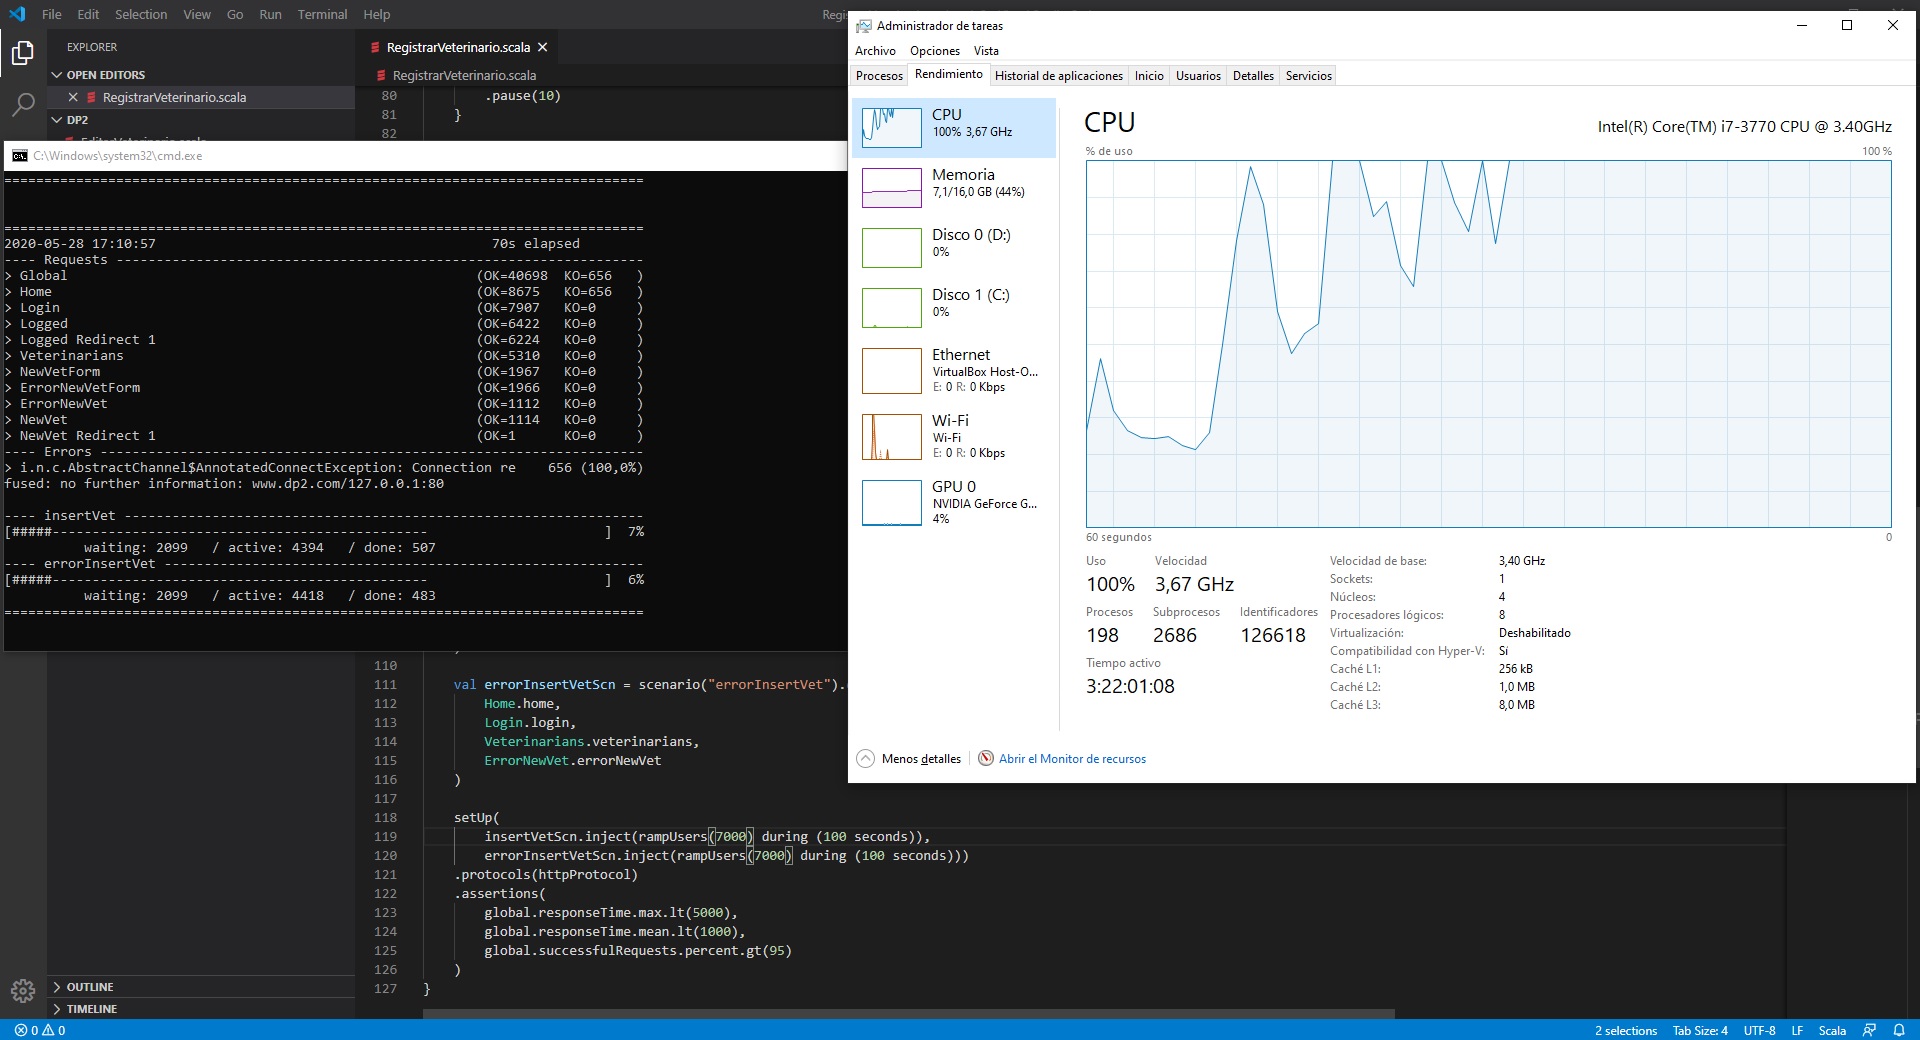 File Edit Selection View Go Run Terminal Help
EXPLORER
OPEN EDITORS
RegistrarVeterinario.scala
DP2
RegistrarVeterinario.scala
RegistrarVeterinario.scala
80 .pause(10)
81 }
82
C:\Windows\system32\cmd.exe
================================================================================
================================================================================
2020-05-28 17:10:57 70s elapsed
---- Requests ------------------------------------------------------------------
> Global (OK=40698 KO=656 )
> Home (OK=8675 KO=656 )
> Login (OK=7907 KO=0 )
> Logged (OK=6422 KO=0 )
> Logged Redirect 1 (OK=6224 KO=0 )
> Veterinarians (OK=5310 KO=0 )
> NewVetForm (OK=1967 KO=0 )
> ErrorNewVetForm (OK=1966 KO=0 )
> ErrorNewVet (OK=1112 KO=0 )
> NewVet (OK=1114 KO=0 )
> NewVet Redirect 1 (OK=1 KO=0 )
---- Errors --------------------------------------------------------------------
> i.n.c.AbstractChannel$AnnotatedConnectException: Connection re 656 (100,0%)
fused: no further information: www.dp2.com/127.0.0.1:80
---- insertVet -----------------------------------------------------------------
[#####----------------------------------------------- ] 7%
waiting: 2099 / active: 4394 / done: 507
---- errorInsertVet ------------------------------------------------------------
[#####----------------------------------------------- ] 6%
waiting: 2099 / active: 4418 / done: 483
================================================================================
110
111 val errorInsertVetScn = scenario("errorInsertVet").
112 Home.home,
113 Login.login,
114 Veterinarians.veterinarians,
115 ErrorNewVet.errorNewVet
116 )
117
118 setUp(
119 insertVetScn.inject(rampUsers(7000) during (100 seconds)),
120 errorInsertVetScn.inject(rampUsers(7000) during (100 seconds)))
121 .protocols(httpProtocol)
122 .assertions(
123 global.responseTime.max.lt(5000),
124 global.responseTime.mean.lt(1000),
125 global.successfulRequests.percent.gt(95)
126 )
127 }
OUTLINE
TIMELINE
0 0
2 selections Tab Size: 4 UTF-8 LF Scala
Administrador de tareas
Archivo Opciones Vista
Procesos Rendimiento Historial de aplicaciones Inicio Usuarios Detalles Servicios
CPU
100% 3,67 GHz
Memoria
7,1/16,0 GB (44%)
Disco 0 (D:)
0%
Disco 1 (C:)
0%
Ethernet
VirtualBox Host-O...
E: 0 R: 0 Kbps
Wi-Fi
Wi-Fi
E: 0 R: 0 Kbps
GPU 0
NVIDIA GeForce G...
4%
CPU
Intel(R) Core(TM) i7-3770 CPU @ 3.40GHz
% de uso 100 %
60 segundos 0
Uso Velocidad
100% 3,67 GHz
Procesos Subprocesos Identificadores
198 2686 126618
Tiempo activo
3:22:01:08
Velocidad de base: 3,40 GHz
Sockets: 1
Núcleos: 4
Procesadores lógicos: 8
Virtualización: Deshabilitado
Compatibilidad con Hyper-V: Sí
Caché L1: 256 kB
Caché L2: 1,0 MB
Caché L3: 8,0 MB
Menos detalles Abrir el Monitor de recursos